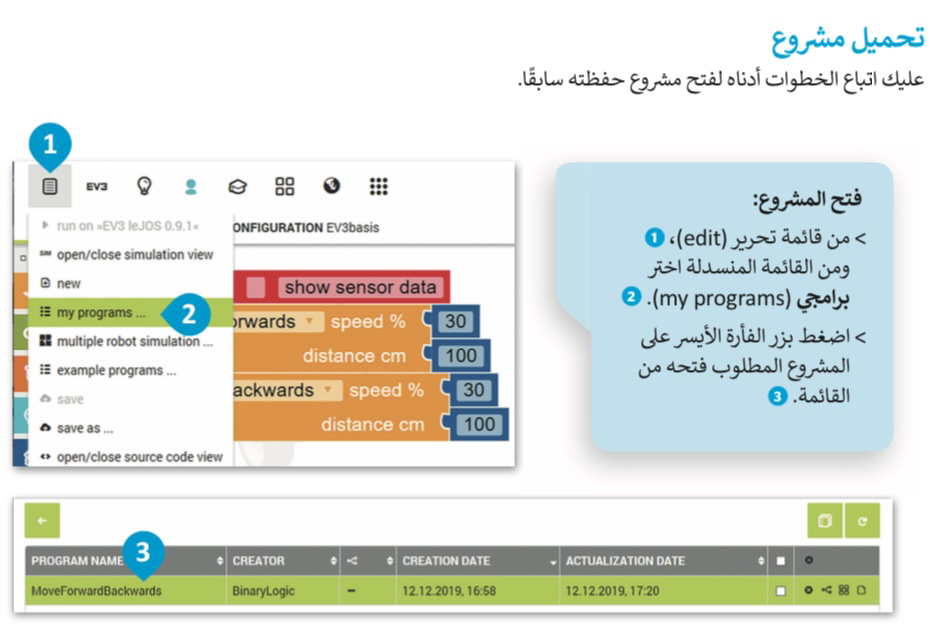 تحميل مشروع
عليك اتباع الخطوات أدناه لفتح مشروع حفظته سابقًا.
فتح المشروع:
> من قائمة تحرير (edit)، 1
ومن القائمة المنسدلة اختر
برامجي (my programs). 2
> اضغط بزر الفأرة الأيسر على
المشروع المطلوب فتحه من
القائمة. 3
1
EV3
run on »EV3 leJOS 0.9.1«
ONFIGURATION EV3basis
SIM open/close simulation view
new
show sensor data
my programs ...
2
orwards speed % 30
multiple robot simulation ...
distance cm 100
example programs ...
ackwards speed % 30
save
save as ...
distance cm 100
open/close source code view
3
PROGRAM NAME CREATOR CREATION DATE ACTUALIZATION DATE
MoveForwardBackwards BinaryLogic – 12.12.2019, 16:58 12.12.2019, 17:20